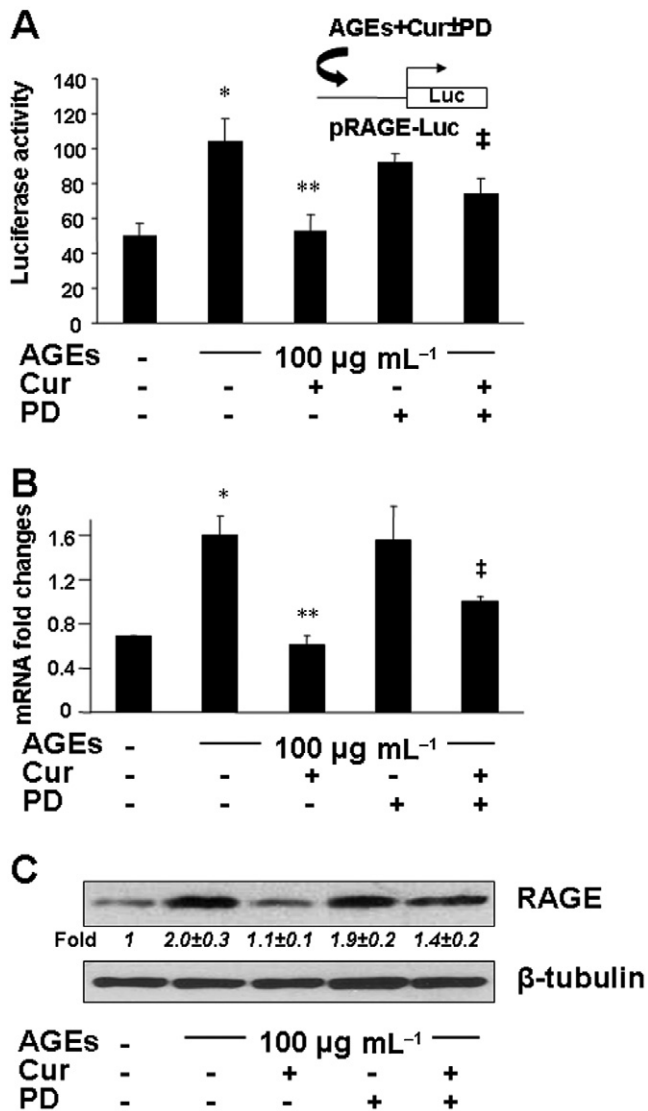 A
AGEs+Cur±PD
Luc
pRAGE-Luc
Luciferase activity
140
120
100
80
60
40
20
0
*
**
‡
AGEs - 100 µg mL⁻¹
Cur - - + - +
PD - - - + +
B
mRNA fold changes
1.6
1.2
0.8
0.4
0
*
**
‡
AGEs - 100 µg mL⁻¹
Cur - - + - +
PD - - - + +
C
RAGE
Fold 1 2.0±0.3 1.1±0.1 1.9±0.2 1.4±0.2
β-tubulin
AGEs - 100 µg mL⁻¹
Cur - - + - +
PD - - - + +